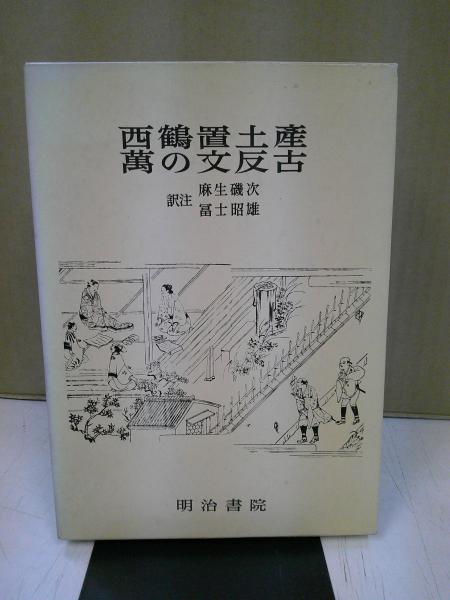 西鶴置土産
萬の文反古
訳注
麻生磯次
冨士昭雄
明治書院